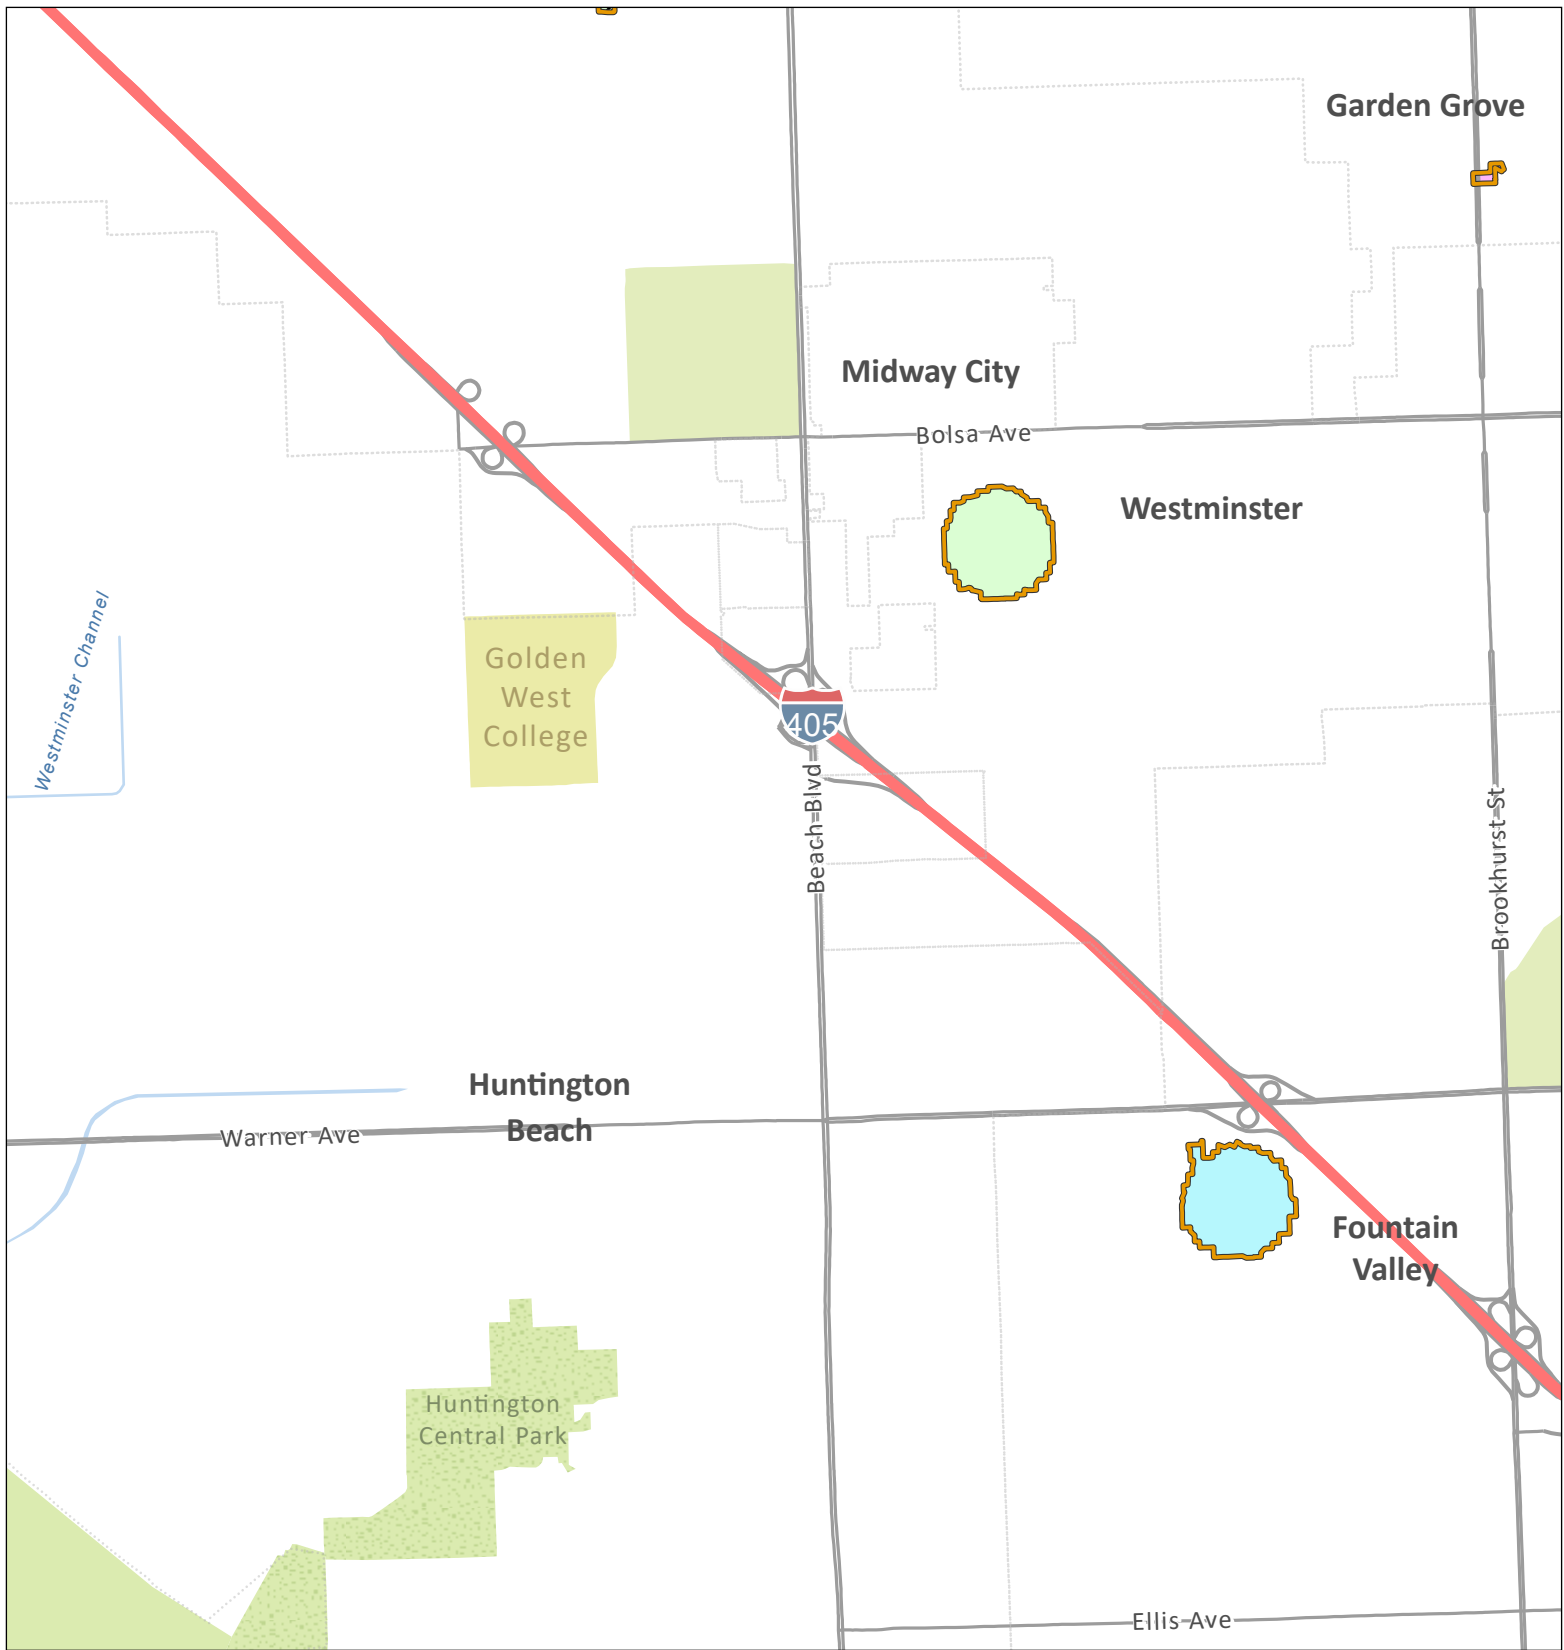 Garden Grove
Midway City
Bolsa Ave
Westminster
Westminster Channel
Golden
West
College
405
Beach Blvd
Brookhurst St
Huntington
Beach
Warner Ave
Fountain
Valley
Huntington
Central Park
Ellis Ave